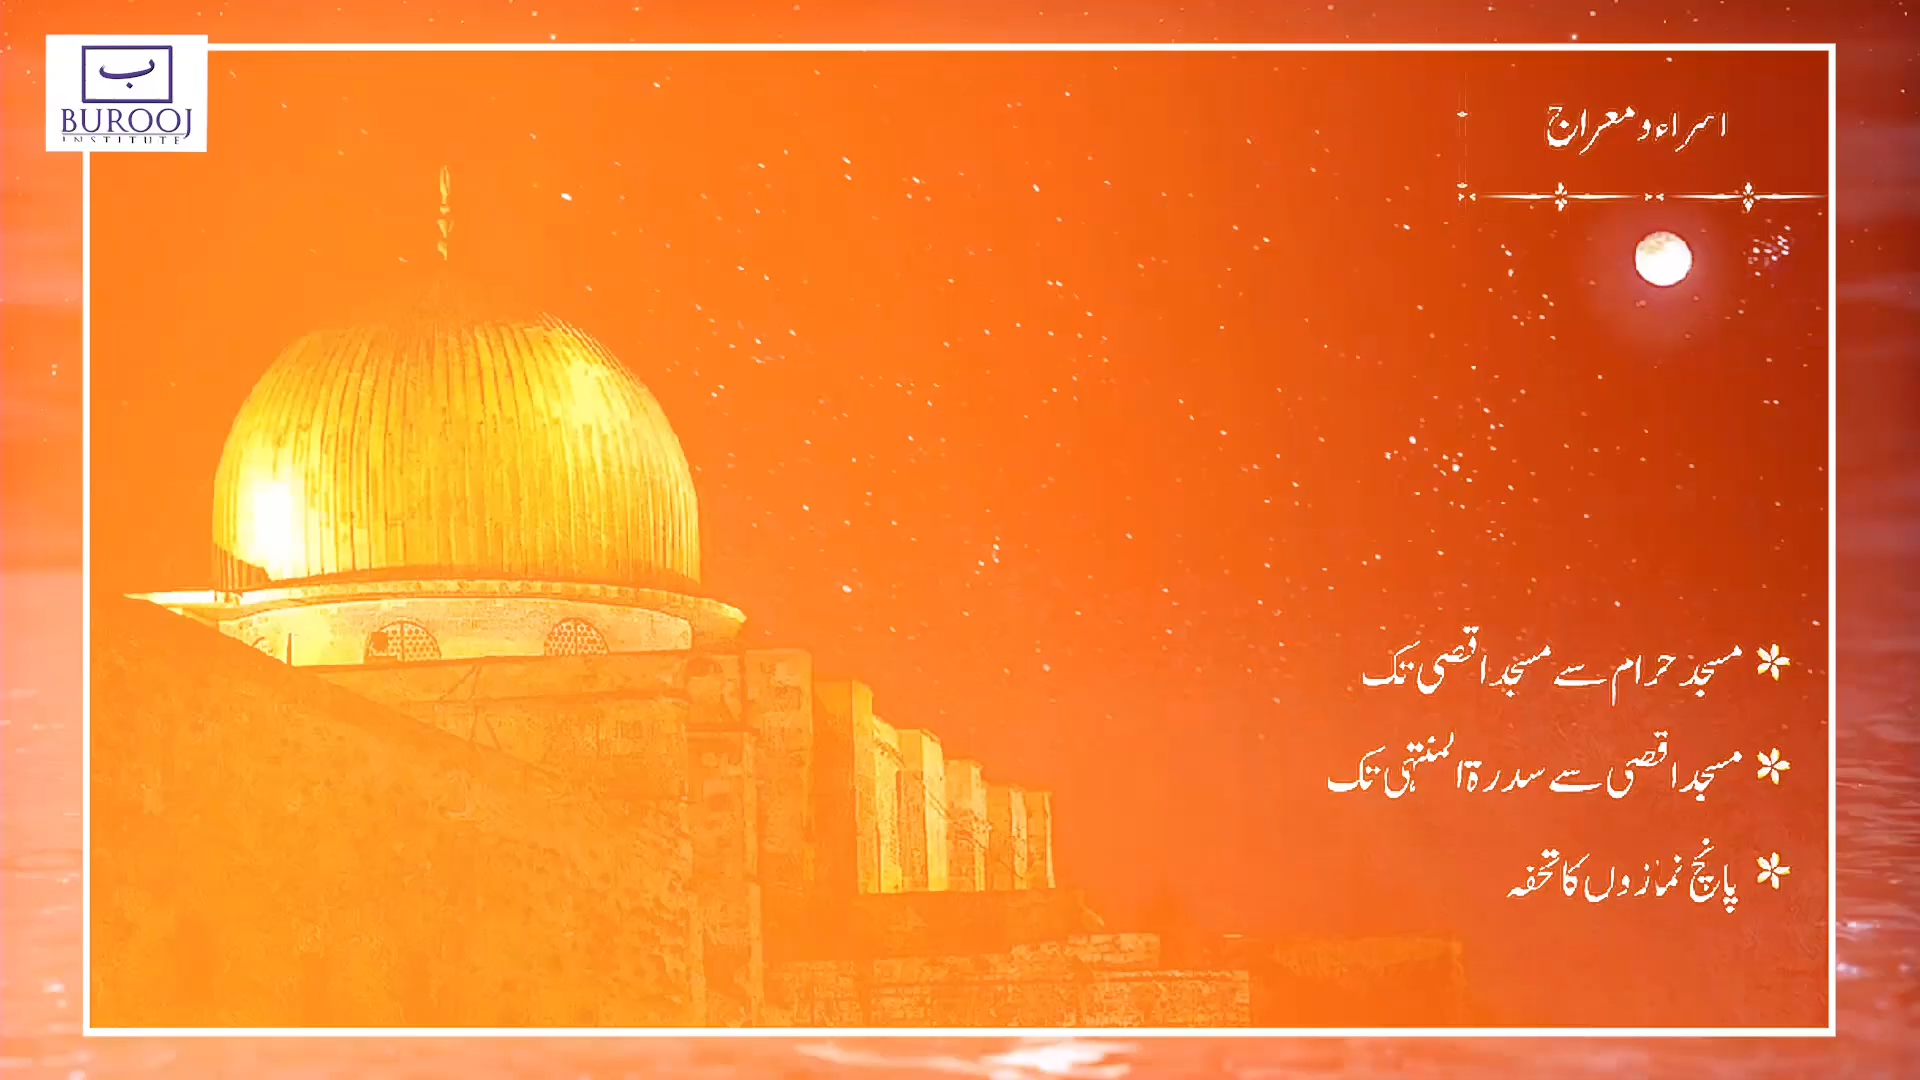 ب
BUROOJ
INSTITUTE
اسراء و معراج
مسجد حرام سے مسجد اقصی تک
مسجد اقصی سے سدرۃ المنتہی تک
پانچ نمازوں کا تحفہ